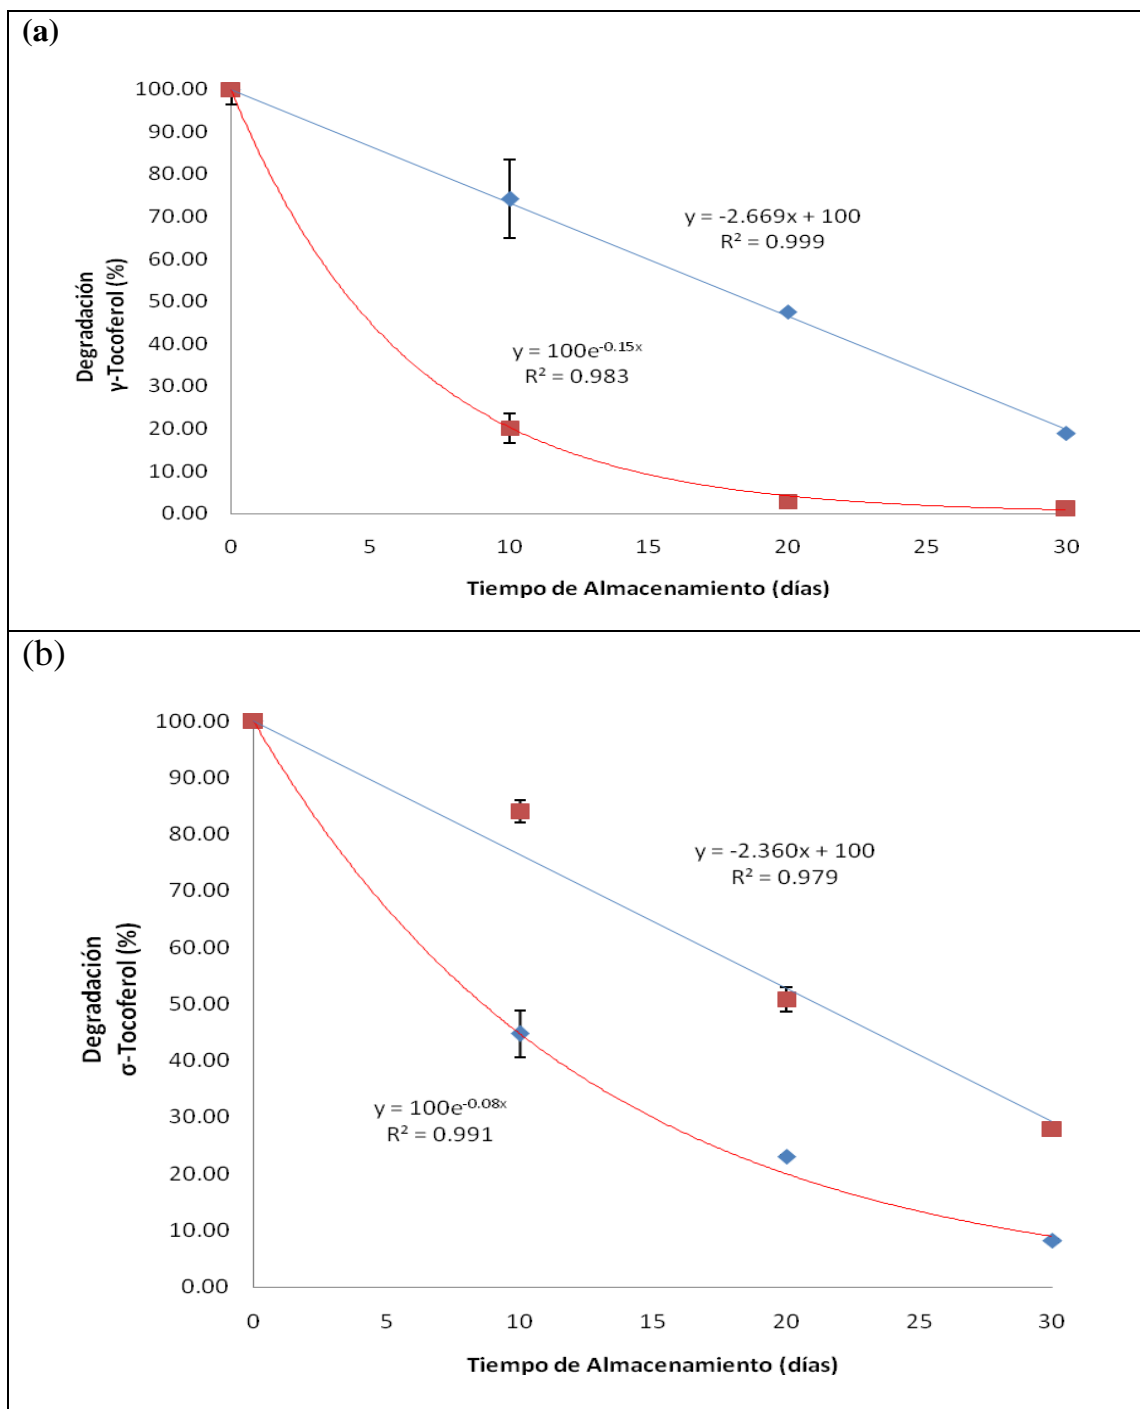 (a)
100.00
90.00
80.00
70.00
60.00
50.00
40.00
30.00
20.00
10.00
0.00
Degradación
γ-Tocoferol (%)
y = -2.669x + 100
R² = 0.999
y = 100e^-0.15x
R² = 0.983
0 5 10 15 20 25 30
Tiempo de Almacenamiento (días)
(b)
100.00
90.00
80.00
70.00
60.00
50.00
40.00
30.00
20.00
10.00
0.00
Degradación
σ-Tocoferol (%)
y = -2.360x + 100
R² = 0.979
y = 100e^-0.08x
R² = 0.991
0 5 10 15 20 25 30
Tiempo de Almacenamiento (días)